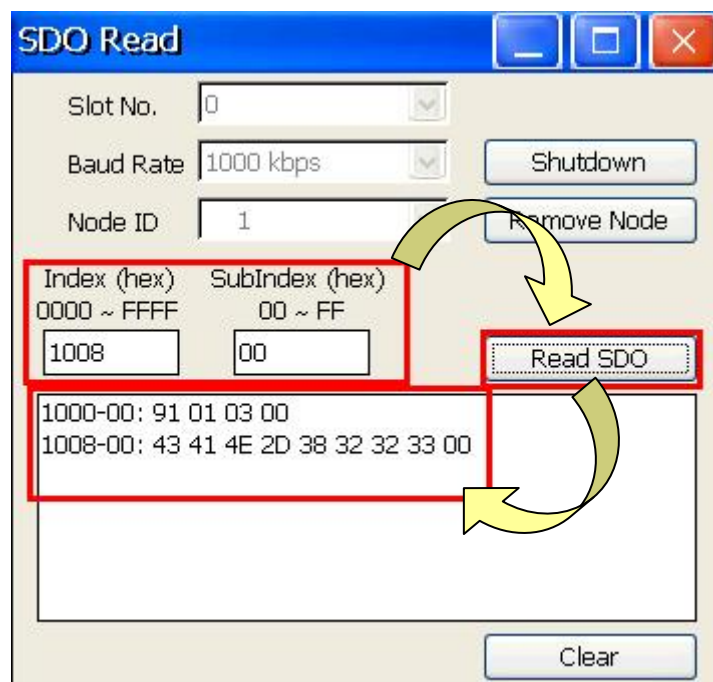 SDO Read
Slot No. 0
Baud Rate 1000 kbps Shutdown
Node ID 1 Remove Node
Index (hex) SubIndex (hex)
0000 ~ FFFF 00 ~ FF
1008 00 Read SDO
1000-00: 91 01 03 00
1008-00: 43 41 4E 2D 38 32 32 33 00
Clear